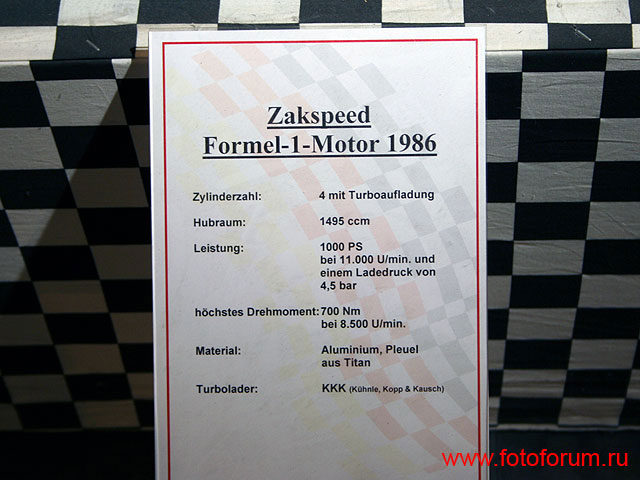 Zakspeed
Formel-1-Motor 1986
Zylinderzahl: 4 mit Turboaufladung
Hubraum: 1495 ccm
Leistung: 1000 PS
bei 11.000 U/min. und
einem Ladedruck von
4,5 bar
höchstes Drehmoment: 700 Nm
bei 8.500 U/min.
Material: Aluminium, Pleuel
aus Titan
Turbolader: KKK (Kühnle, Kopp & Kausch)
www.fotoforum.ru